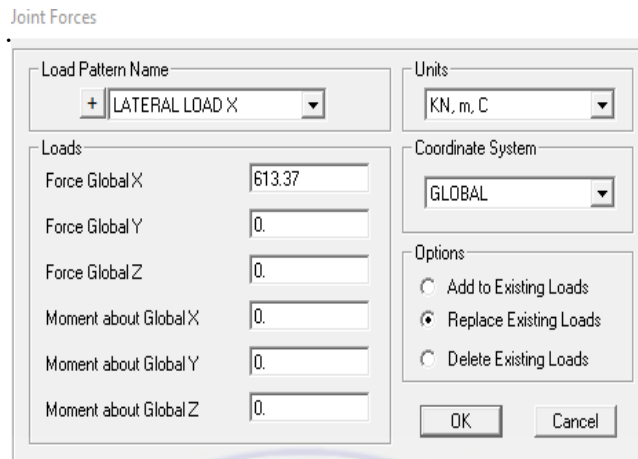 Joint Forces
Load Pattern Name
+ LATERAL LOAD X
Units
KN, m, C
Loads
Force Global X 613.37
Force Global Y 0.
Force Global Z 0.
Moment about Global X 0.
Moment about Global Y 0.
Moment about Global Z 0.
Coordinate System
GLOBAL
Options
Add to Existing Loads
Replace Existing Loads
Delete Existing Loads
OK Cancel